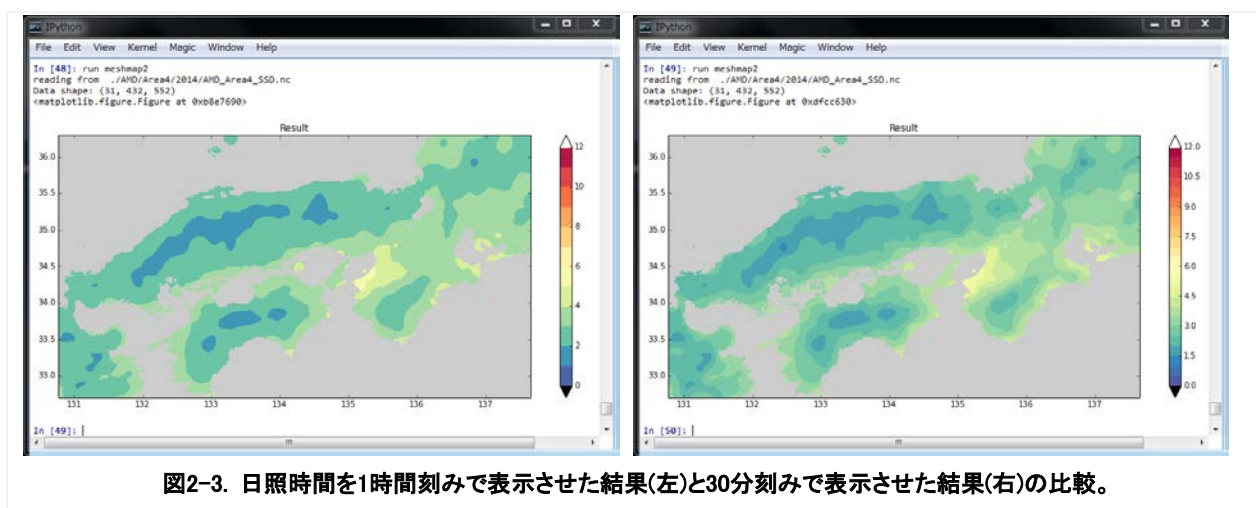 IPython
File Edit View Kernel Magic Window Help
In [48]: run meshmap2
reading from ./AMD/Area4/2014/AMD_Area4_SSD.nc
Data shape: (31, 432, 552)
<matplotlib.figure.Figure at 0xb8e7690>
Result
36.0
35.5
35.0
34.5
34.0
33.5
33.0
131 132 133 134 135 136 137
12
10
8
6
4
2
0
In [49]:
IPython
File Edit View Kernel Magic Window Help
In [49]: run meshmap2
reading from ./AMD/Area4/2014/AMD_Area4_SSD.nc
Data shape: (31, 432, 552)
<matplotlib.figure.Figure at 0xdfcc630>
Result
36.0
35.5
35.0
34.5
34.0
33.5
33.0
131 132 133 134 135 136 137
12.0
10.5
9.0
7.5
6.0
4.5
3.0
1.5
0.0
In [50]:
図2-3. 日照時間を1時間刻みで表示させた結果(左)と30分刻みで表示させた結果(右)の比較。